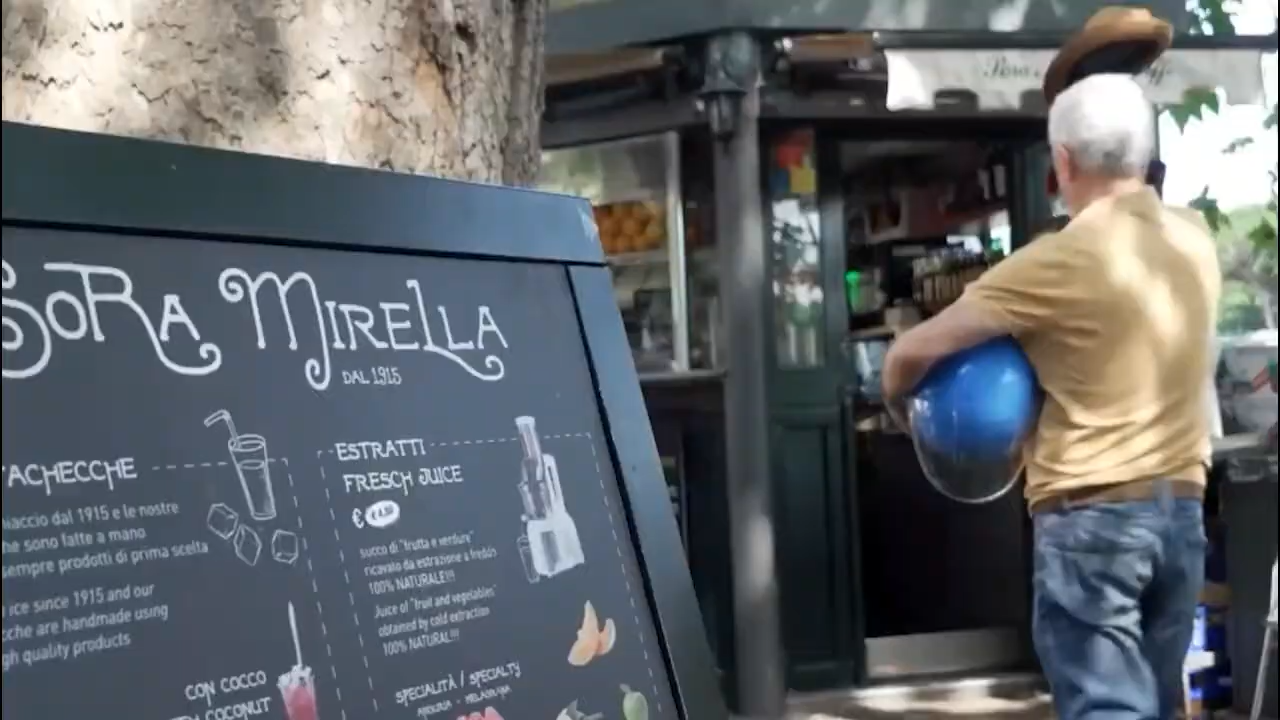 SORA MIRELLA
DAL 1915
TACHECCHE
hiaccio dal 1915 e le nostre
he sono fatte a mano
sempre prodotti di prima scelta
ice since 1915 and our
cche are handmade using
gh quality products
CON COCCO
COCONUT
ESTRATTI
FRESCH JUICE
€
succo di "frutta e verdura"
ricavato da estrazione a freddo
100% NATURALE!!!
Juice of "fruit and vegetables"
obtained by cold extraction
100% NATURAL!!!
SPECIALITÀ / SPECIALTY
Sora